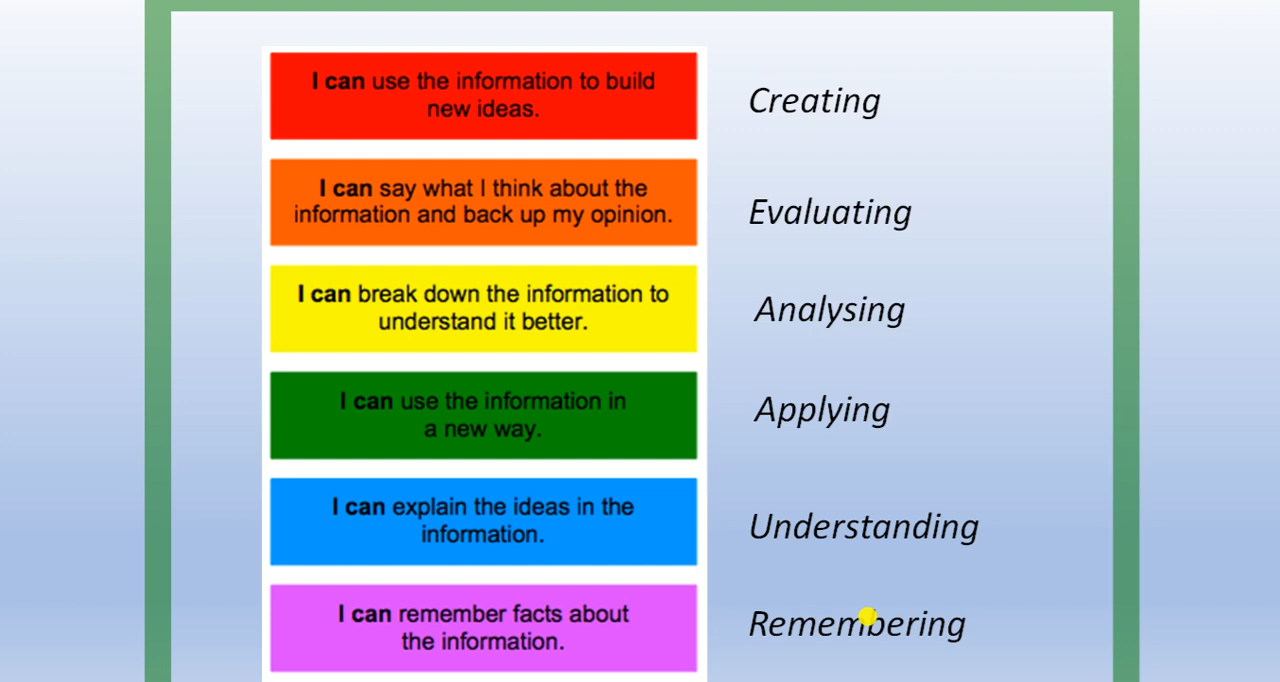 I can use the information to build
new ideas.
Creating
I can say what I think about the
information and back up my opinion.
Evaluating
I can break down the information to
understand it better.
Analysing
I can use the information in
a new way.
Applying
I can explain the ideas in the
information.
Understanding
I can remember facts about
the information.
Remembering